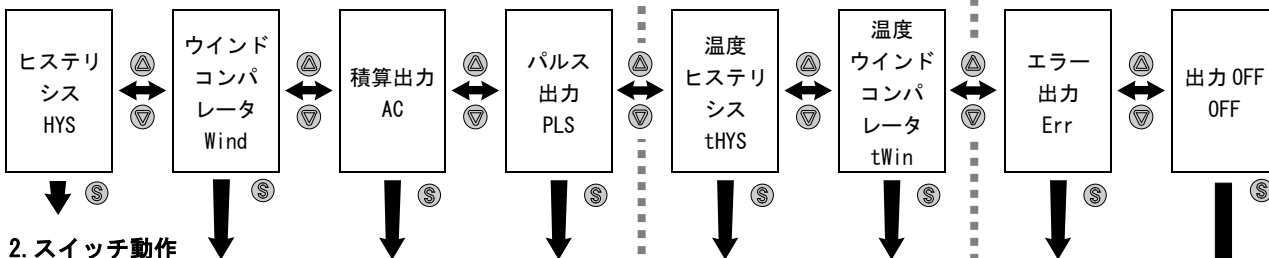 ヒステリ
シス
HYS
ウインド
コンパ
レータ
Wind
積算出力
AC
パルス
出力
PLS
温度
ヒステリ
シス
tHYS
温度
ウインド
コンパ
レータ
tWin
エラー
出力
Err
出力 OFF
OFF
S
S
S
S
S
S
S
S
2.スイッチ動作